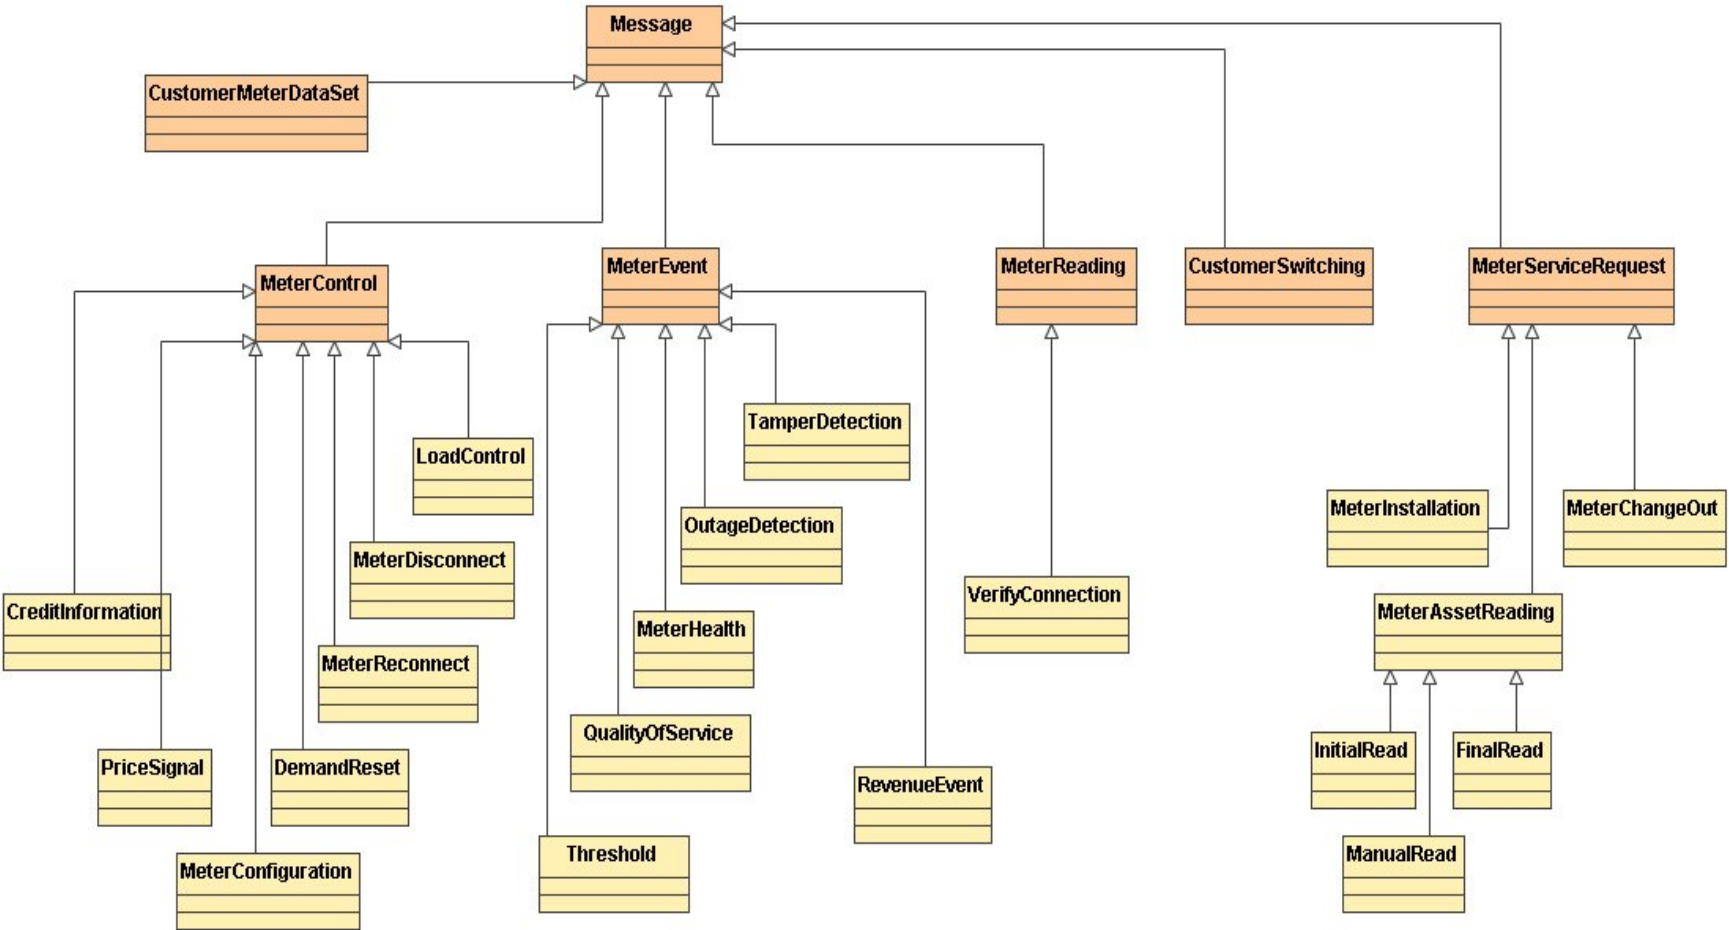 Message
CustomerMeterDataSet
MeterControl
MeterEvent
MeterReading
CustomerSwitching
MeterServiceRequest
TamperDetection
LoadControl
MeterInstallation
MeterChangeOut
OutageDetection
MeterDisconnect
VerifyConnection
CreditInformation
MeterAssetReading
MeterHealth
MeterReconnect
QualityOfService
InitialRead
FinalRead
PriceSignal
DemandReset
RevenueEvent
Threshold
ManualRead
MeterConfiguration